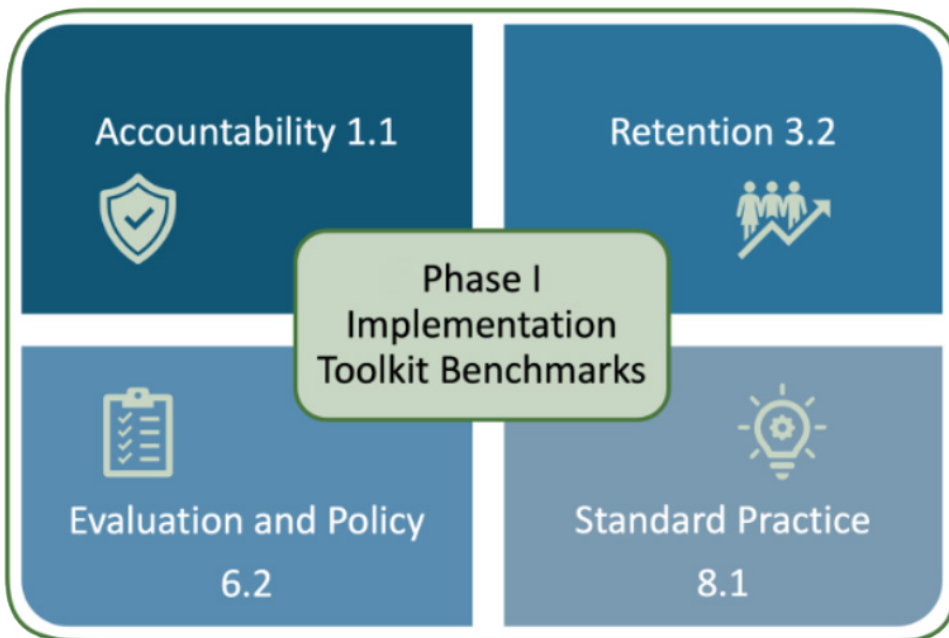 Accountability 1.1
Retention 3.2
Phase I
Implementation
Toolkit Benchmarks
Evaluation and Policy
6.2
Standard Practice
8.1